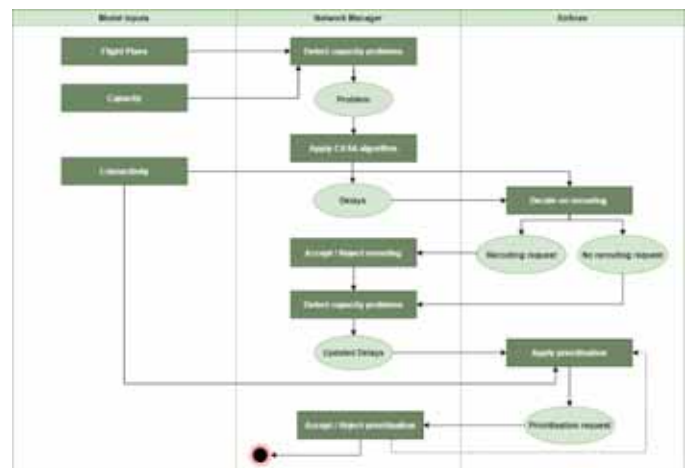 Model Inputs
Network Manager
Airlines
Flight Plans
Detect capacity problems
Capacity
Problem
Apply CASA algorithm
Connectivity
Delays
Decide on rerouting
Accept / Reject rerouting
Rerouting request
No rerouting request
Detect capacity problems
Updated Delays
Apply prioritisation
Accept / Reject prioritisation
Prioritisation request